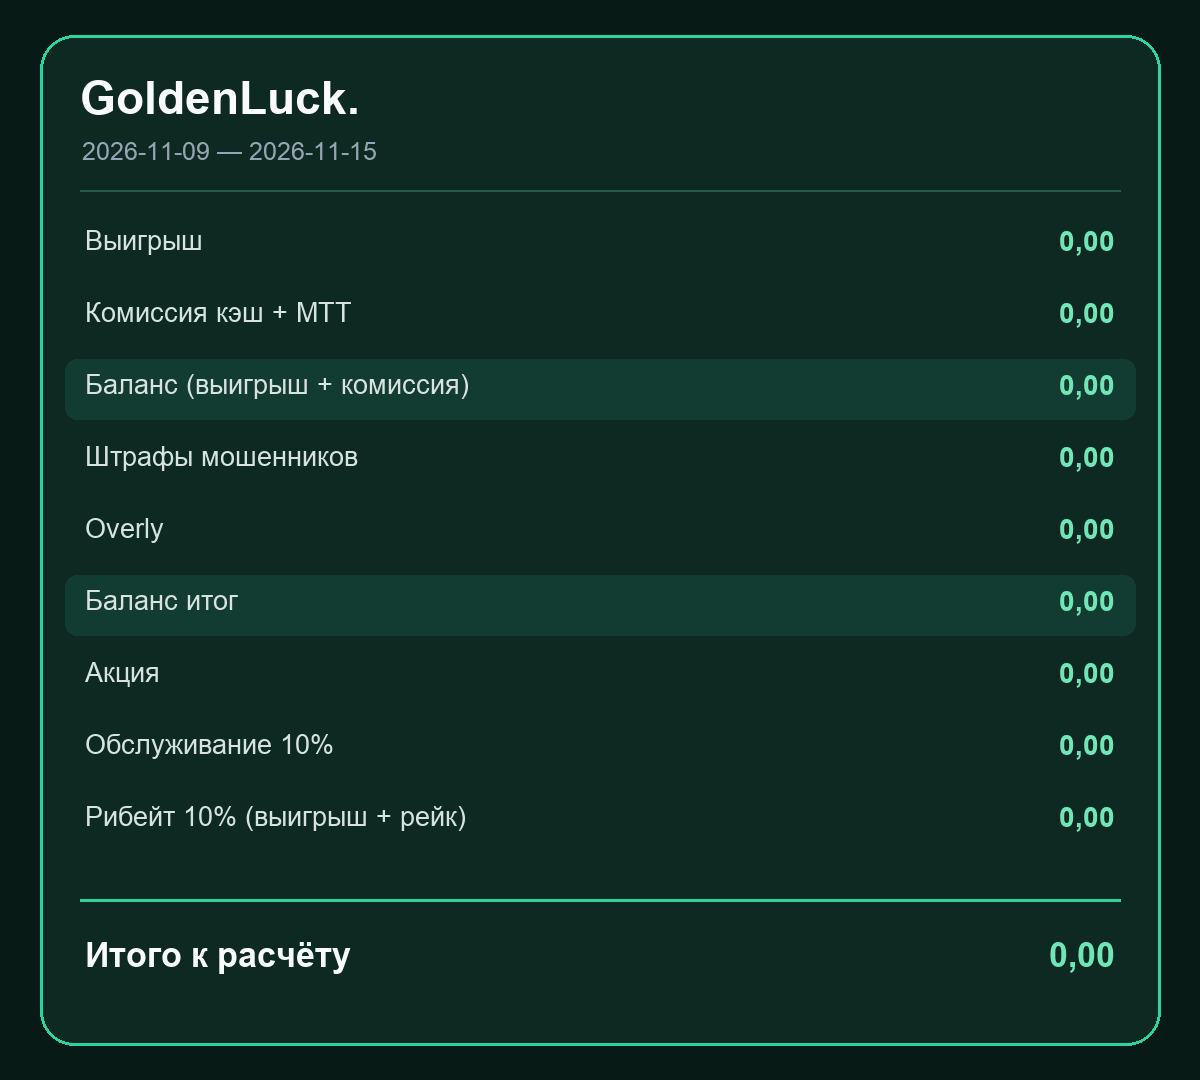 GoldenLuck.
2026-11-09 — 2026-11-15
Выигрыш 0,00
Комиссия кэш + МТТ 0,00
Баланс (выигрыш + комиссия) 0,00
Штрафы мошенников 0,00
Overly 0,00
Баланс итог 0,00
Акция 0,00
Обслуживание 10% 0,00
Рибейт 10% (выигрыш + рейк) 0,00
Итого к расчёту 0,00